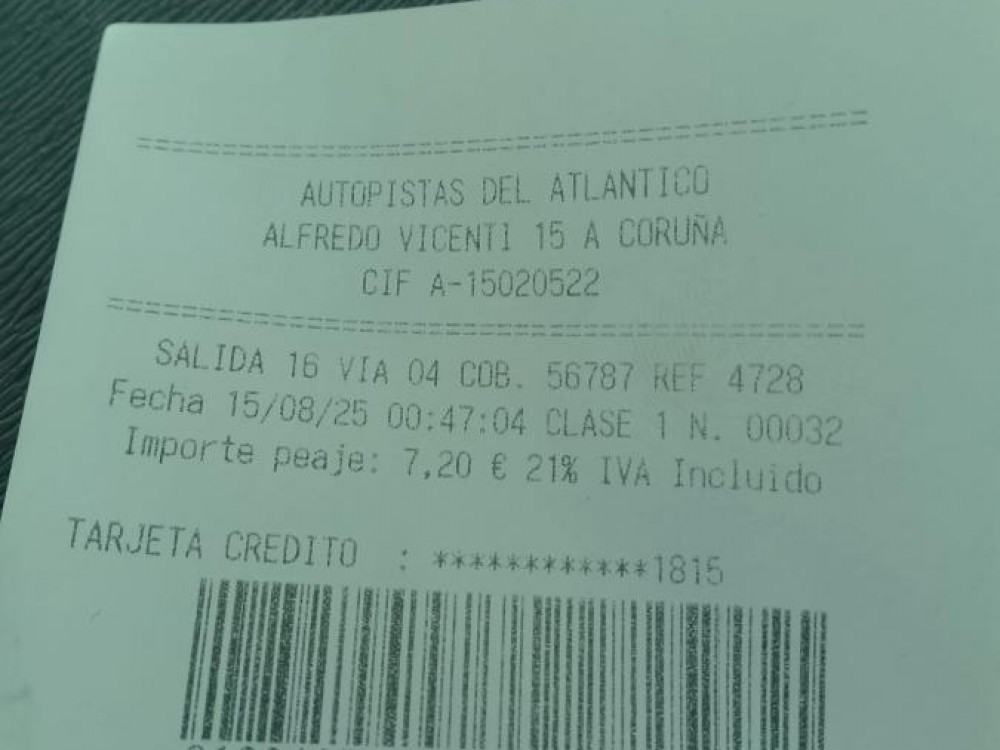 AUTOPISTAS DEL ATLANTICO
ALFREDO VICENTI 15 A CORUÑA
CIF A-15020522
SALIDA 16 VIA 04 COB. 56787 REF 4728
Fecha 15/08/25 00:47:04 CLASE 1 N. 00032
Importe peaje: 7,20 € 21% IVA Incluido
TARJETA CREDITO : ************1815